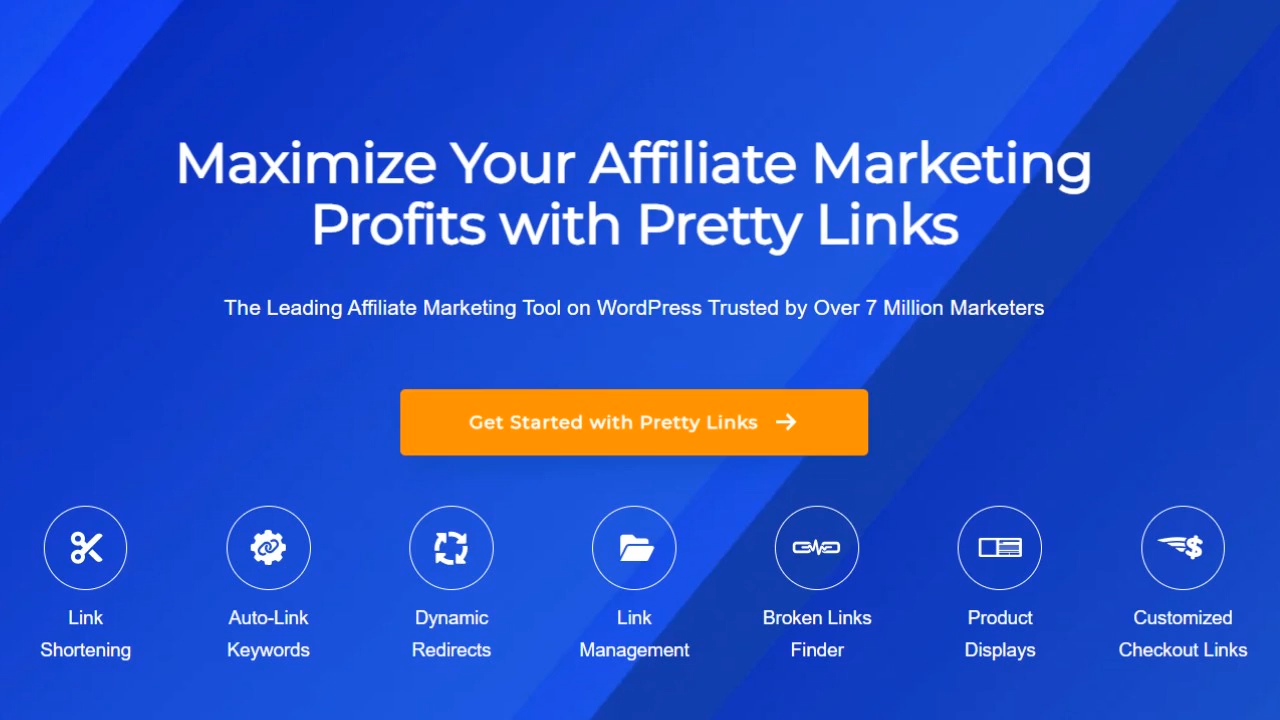 Maximize Your Affiliate Marketing
Profits with Pretty Links
The Leading Affiliate Marketing Tool on WordPress Trusted by Over 7 Million Marketers
Get Started with Pretty Links
Link
Shortening
Auto-Link
Keywords
Dynamic
Redirects
Link
Management
Broken Links
Finder
Product
Displays
Customized
Checkout Links